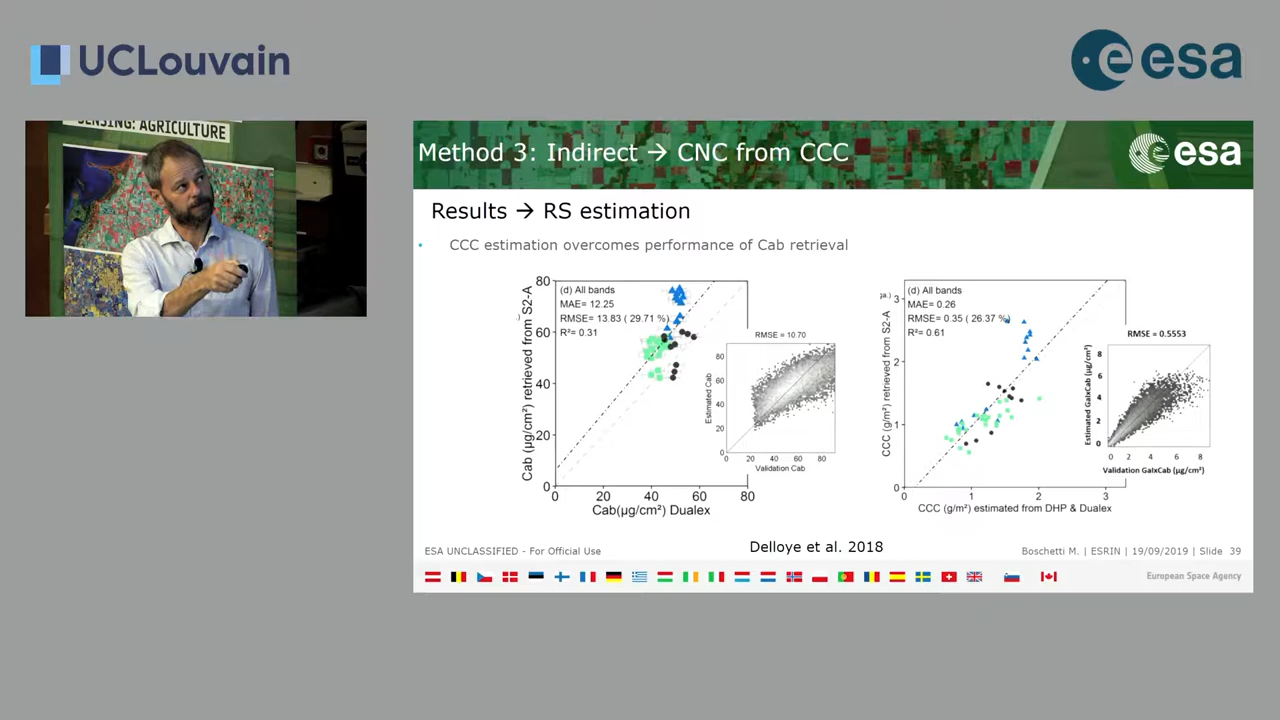 UCLouvain
esa
SENSING: AGRICULTURE
Method 3: Indirect → CNC from CCC
esa
Results → RS estimation
• CCC estimation overcomes performance of Cab retrieval
80
60
40
20
0
0 20 40 60 80
Cab (µg/cm²) retrieved from S2-A
Cab(µg/cm²) Dualex
(d) All bands
MAE= 12.25
RMSE= 13.83 ( 29.71 %)
R²= 0.31
RMSE = 10.70
80
60
40
20
0
0 20 40 60 80
Estimated Cab
Validation Cab
3
2
1
0
0 1 2 3
CCC (g/m²) retrieved from S2-A
CCC (g/m²) estimated from DHP & Dualex
(d) All bands
MAE= 0.26
RMSE= 0.35 ( 26.37 %)
R²= 0.61
RMSE = 0.5553
8
6
4
2
0
0 2 4 6 8
Estimated GalxCab (µg/cm²)
Validation GalxCab (µg/cm²)
Delloye et al. 2018
ESA UNCLASSIFIED - For Official Use
Boschetti M. | ESRIN | 19/09/2019 | Slide 39
European Space Agency